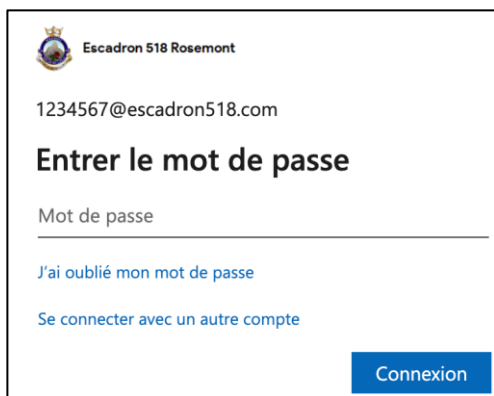 Escadron 518 Rosemont
1234567@escadron518.com
Entrer le mot de passe
Mot de passe
J'ai oublié mon mot de passe
Se connecter avec un autre compte
Connexion